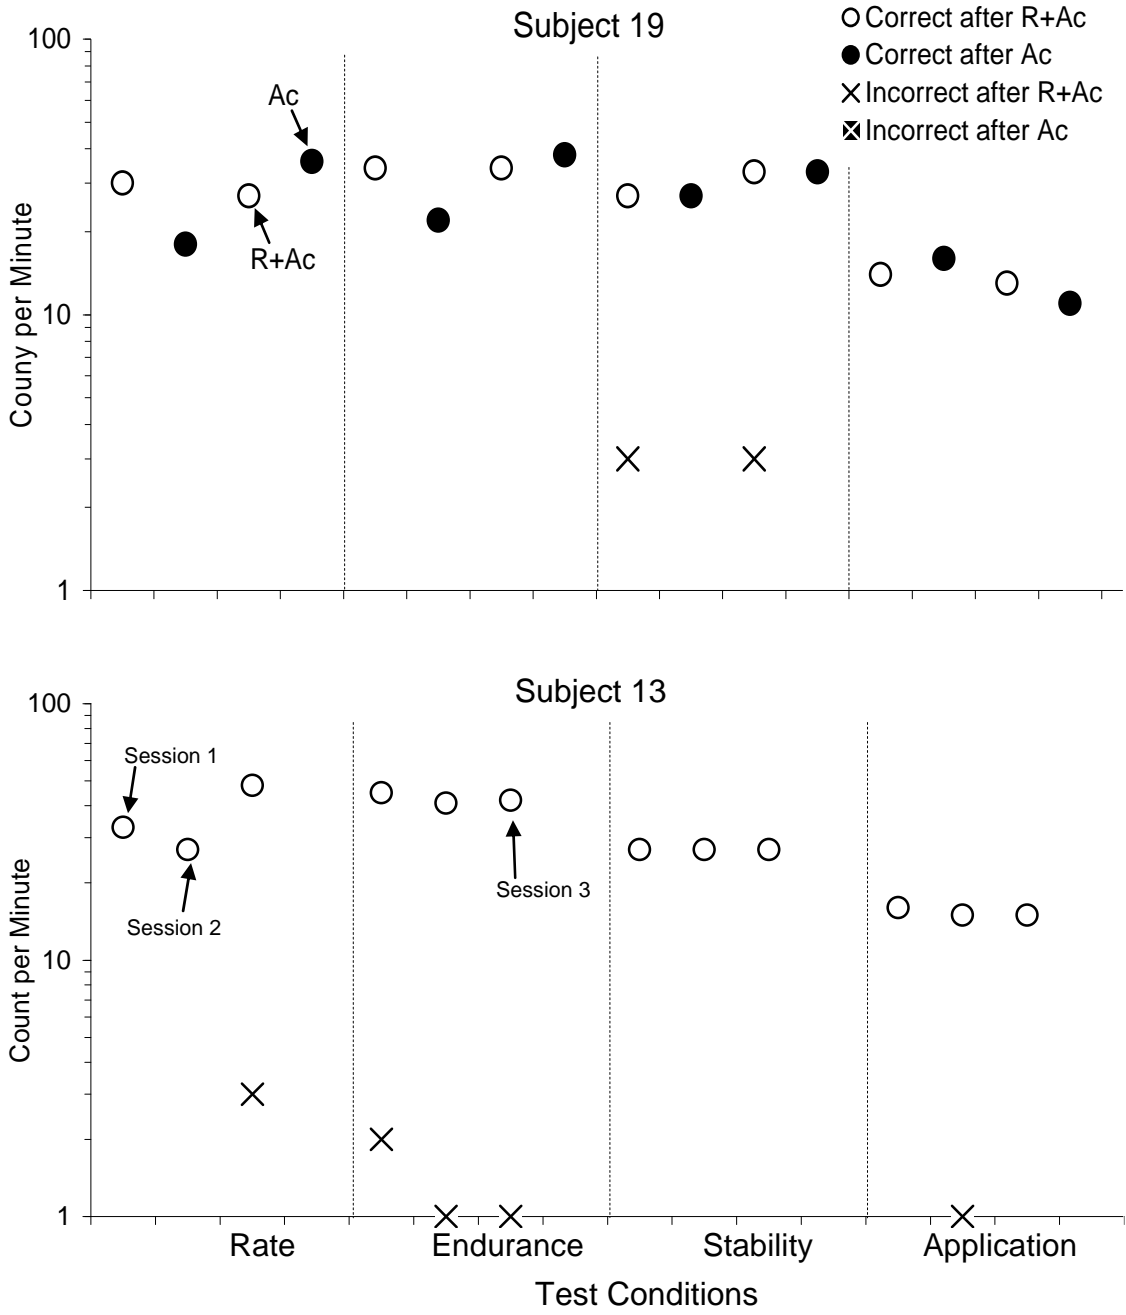 Subject 19
Correct after R+Ac
Correct after Ac
Incorrect after R+Ac
Incorrect after Ac
100
10
1
Couny per Minute
Ac
R+Ac
Subject 13
100
10
1
Count per Minute
Session 1
Session 2
Session 3
Rate Endurance Stability Application
Test Conditions